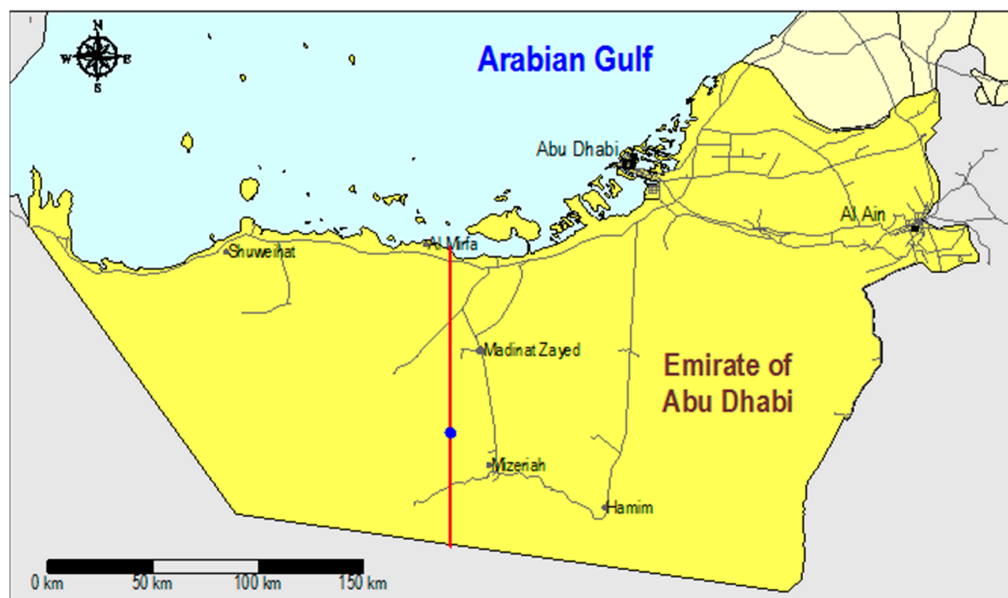 N
W E
S
Arabian Gulf
Abu Dhabi
Al Ain
Al Mirfa
Shuweihat
Madinat Zayed
Emirate of
Abu Dhabi
Mizeriah
Hamim
0 km 50 km 100 km 150 km